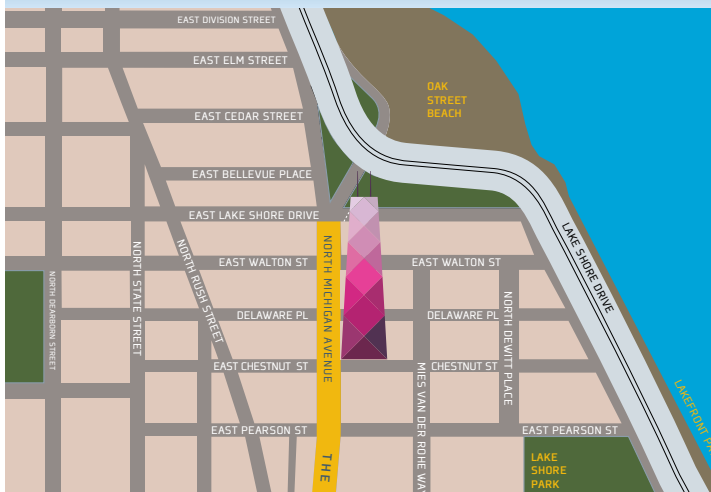 EAST DIVISION STREET
EAST ELM STREET
OAK
STREET
BEACH
EAST CEDAR STREET
EAST BELLEVUE PLACE
EAST LAKE SHORE DRIVE
LAKE SHORE DRIVE
NORTH DEARBORN STREET
NORTH STATE STREET
NORTH RUSH STREET
NORTH MICHIGAN AVENUE
EAST WALTON ST
EAST WALTON ST
DELAWARE PL
DELAWARE PL
NORTH DEWITT PLACE
EAST CHESTNUT ST
CHESTNUT ST
MIES VAN DER ROHE WAY
LAKEFRONT
EAST PEARSON ST
EAST PEARSON ST
THE
LAKE
SHORE
PARK